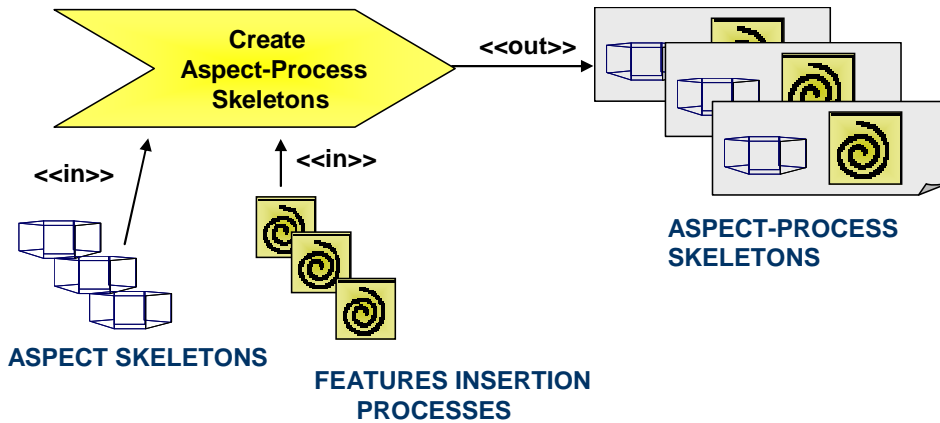 Create
Aspect-Process
Skeletons
<<out>>
<<in>>
<<in>>
ASPECT-PROCESS
SKELETONS
ASPECT SKELETONS
FEATURES INSERTION
PROCESSES